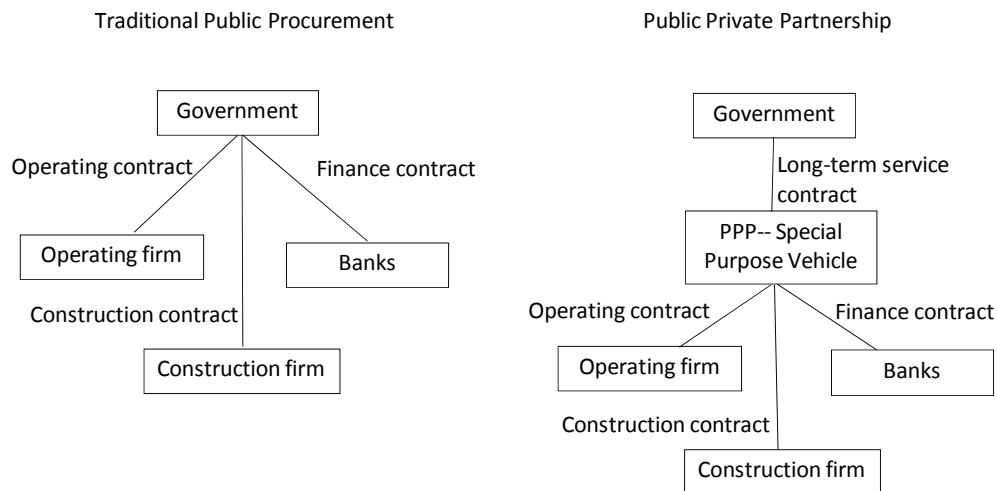 Traditional Public Procurement
Government
Operating contract
Finance contract
Operating firm
Banks
Construction contract
Construction firm
Public Private Partnership
Government
Long-term service
contract
PPP-- Special
Purpose Vehicle
Operating contract
Finance contract
Operating firm
Banks
Construction contract
Construction firm